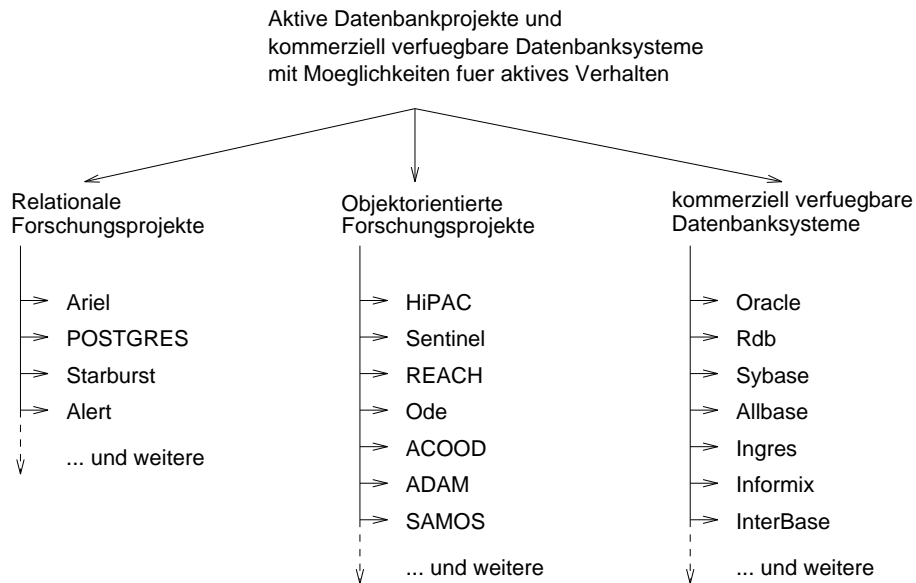 Aktive Datenbankprojekte und
kommerziell verfuegbare Datenbanksysteme
mit Moeglichkeiten fuer aktives Verhalten
Relationale
Forschungsprojekte
Ariel
POSTGRES
Starburst
Alert
... und weitere
Objektorientierte
Forschungsprojekte
HiPAC
Sentinel
REACH
Ode
ACOOD
ADAM
SAMOS
... und weitere
kommerziell verfuegbare
Datenbanksysteme
Oracle
Rdb
Sybase
Allbase
Ingres
Informix
InterBase
... und weitere